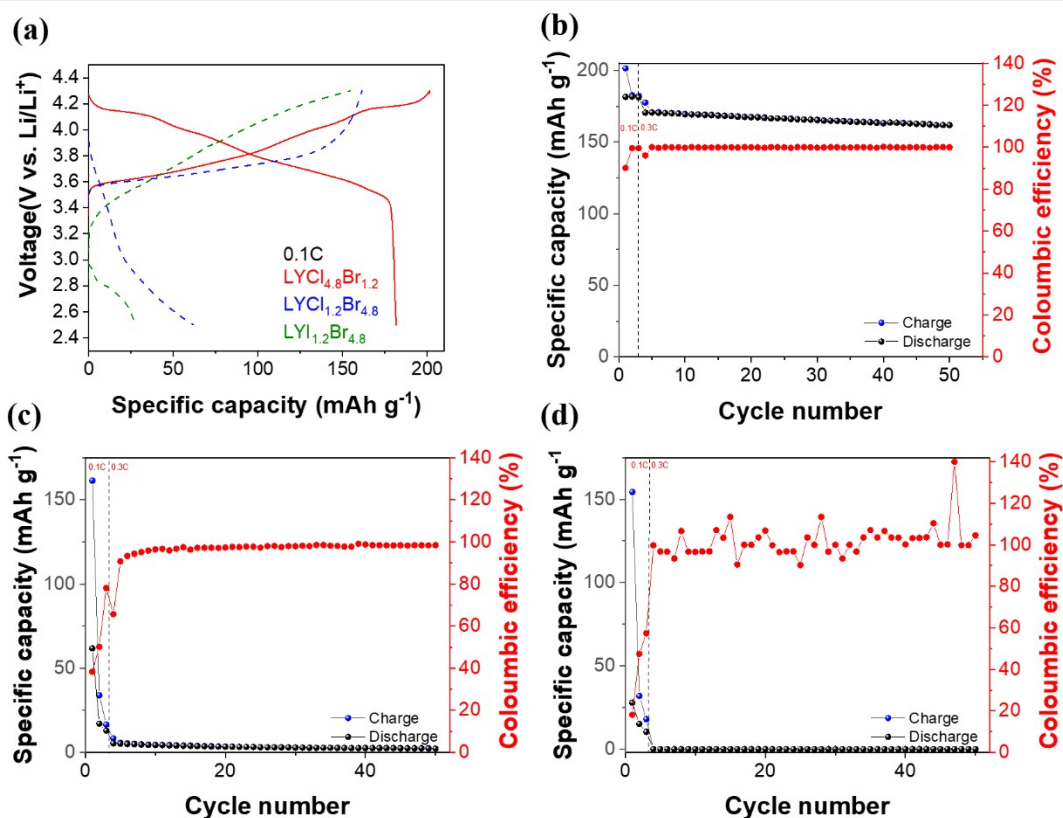 (a)
Voltage(V vs. Li/Li⁺)
4.4
4.2
4.0
3.8
3.6
3.4
3.2
3.0
2.8
2.6
2.4
0.1C
LYCl₄.₈Br₁.₂
LYCl₁.₂Br₄.₈
LYI₁.₂Br₄.₈
0 50 100 150 200
Specific capacity (mAh g⁻¹)
(b)
Specific capacity (mAh g⁻¹)
200
150
100
50
0
0.1C 0.3C
Charge
Discharge
140
120
100
80
60
40
20
0
Coloumbic efficiency (%)
0 10 20 30 40 50
Cycle number
(c)
Specific capacity (mAh g⁻¹)
150
100
50
0
0.1C 0.3C
Charge
Discharge
140
120
100
80
60
40
20
0
Coloumbic efficiency (%)
0 20 40
Cycle number
(d)
Specific capacity (mAh g⁻¹)
150
100
50
0
0.1C 0.3C
Charge
Discharge
140
120
100
80
60
40
20
0
Coloumbic efficiency (%)
0 20 40
Cycle number